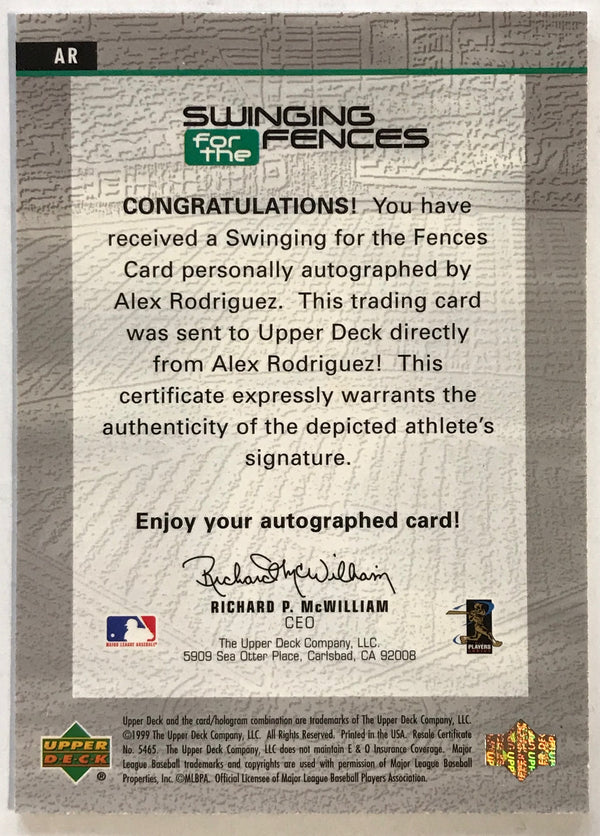 AR
SWINGING
for the FENCES
CONGRATULATIONS! You have
received a Swinging for the Fences
Card personally autographed by
Alex Rodriguez. This trading card
was sent to Upper Deck directly
from Alex Rodriguez! This
certificate expressly warrants the
authenticity of the depicted athlete's
signature.
Enjoy your autographed card!
Richard McWilliam
RICHARD P. McWILLIAM
CEO
The Upper Deck Company, LLC.
5909 Sea Otter Place, Carlsbad, CA 92008
MAJOR LEAGUE BASEBALL
PLAYERS
Upper Deck and the card/hologram combination are trademarks of The Upper Deck Company, LLC.
©1999 The Upper Deck Company, LLC. All Rights Reserved. Printed in the USA. Resale Certificate
No. 5465. The Upper Deck Company, LLC does not maintain E & O Insurance Coverage. Major
League Baseball trademarks and copyrights are used with permission of Major League Baseball
Properties, Inc. ©MLBPA. Official Licensee of Major League Baseball Players Association.
UPPER
DECK
®